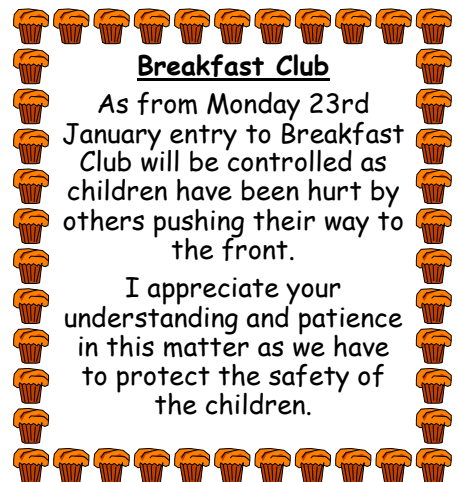 Breakfast Club
As from Monday 23rd
January entry to Breakfast
Club will be controlled as
children have been hurt by
others pushing their way to
the front.
I appreciate your
understanding and patience
in this matter as we have
to protect the safety of
the children.